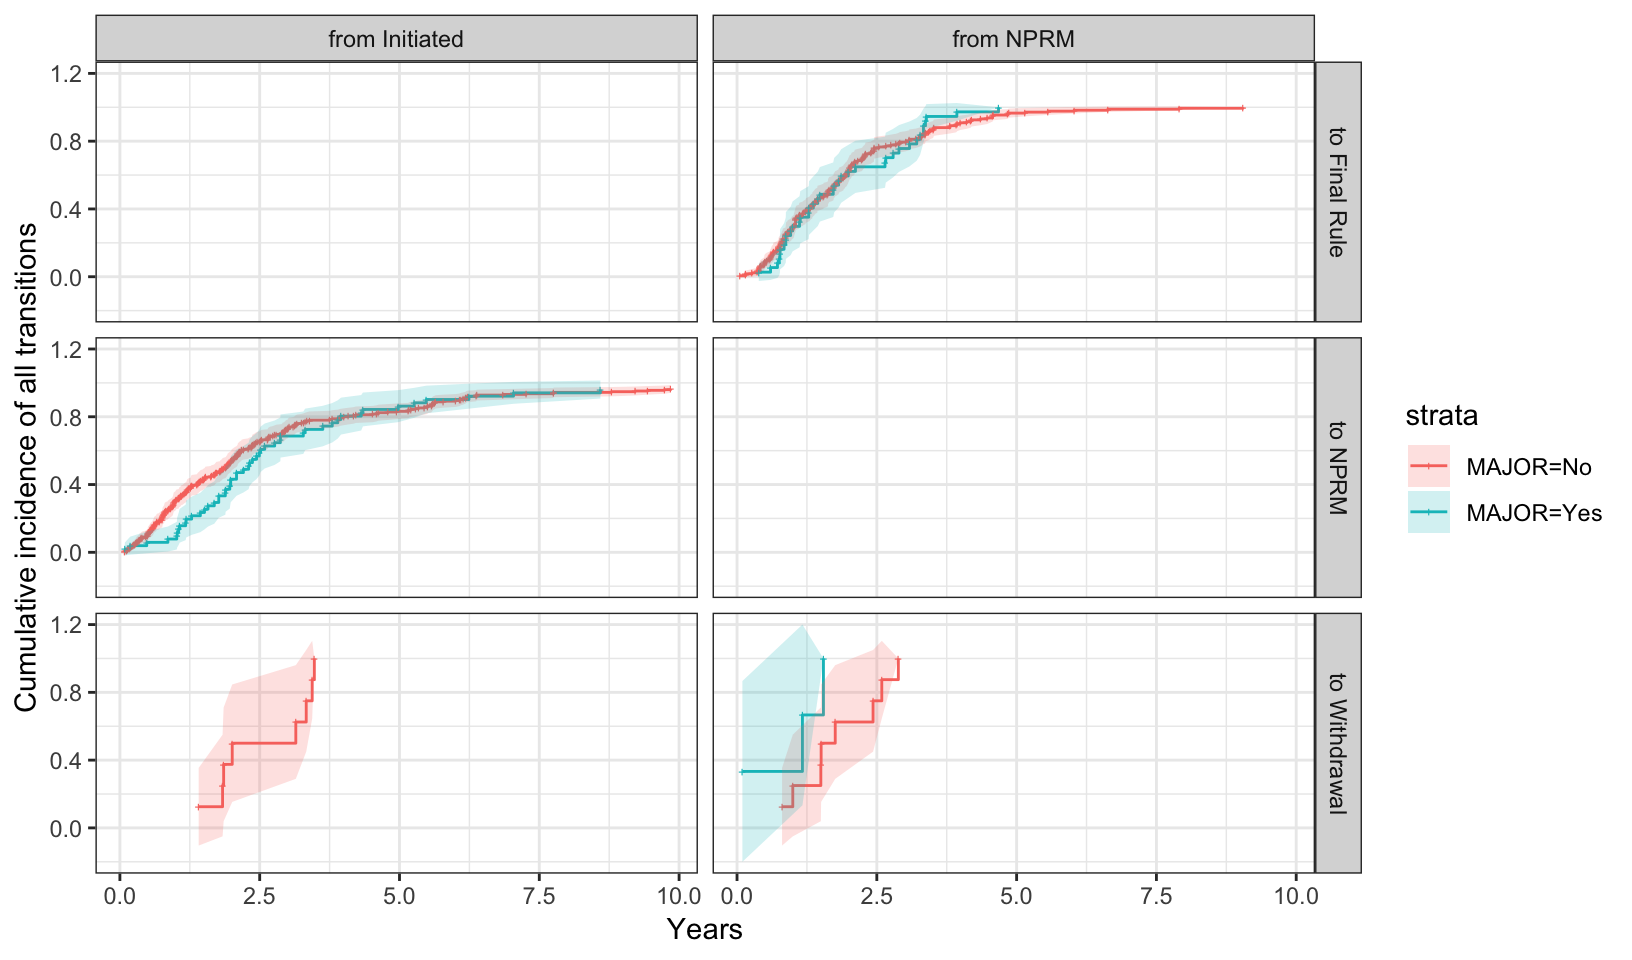 from Initiated
from NPRM
1.2
0.8
0.4
0.0
to Final Rule
1.2
0.8
0.4
0.0
to NPRM
1.2
0.8
0.4
0.0
to Withdrawal
0.0 2.5 5.0 7.5 10.0
0.0 2.5 5.0 7.5 10.0
Years
Cumulative incidence of all transitions
strata
MAJOR=No
MAJOR=Yes